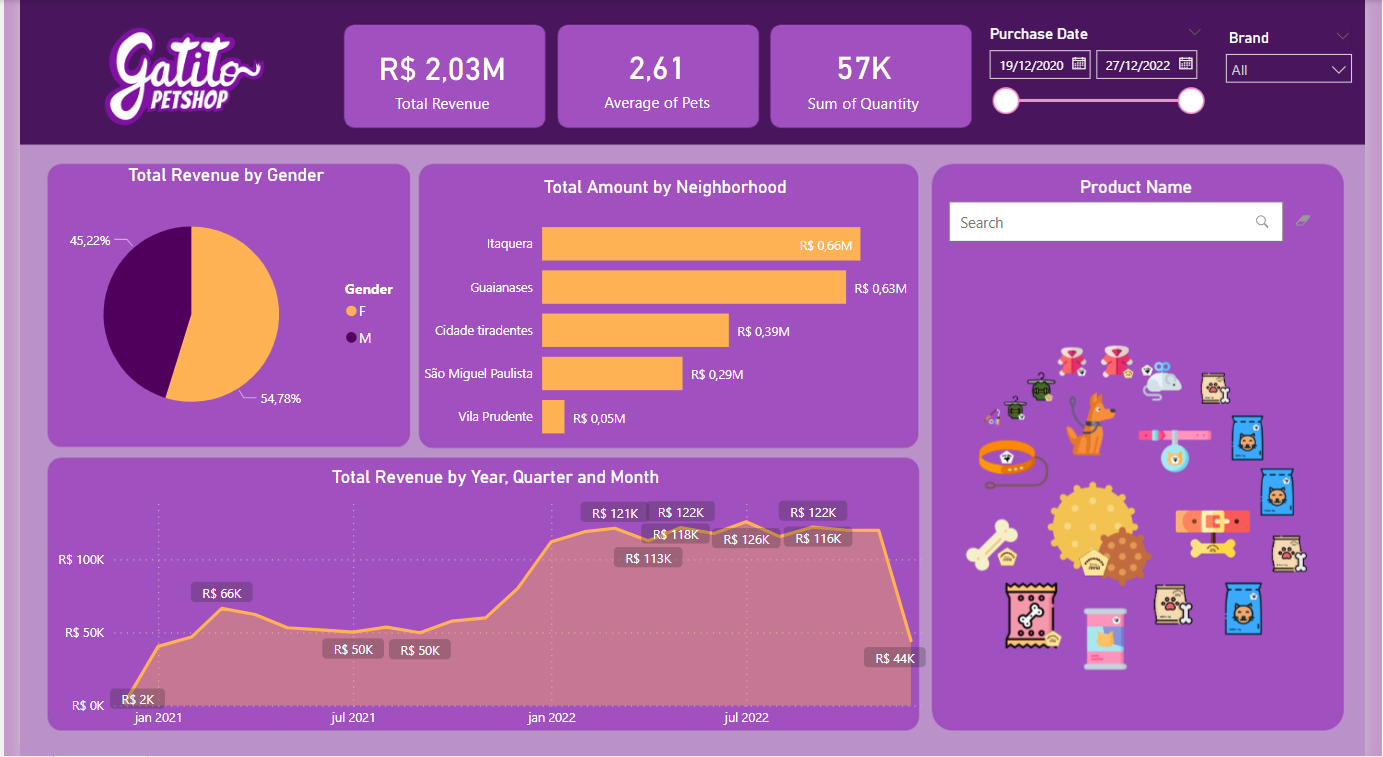 Gatito
PETSHOP
R$ 2,03M
Total Revenue
2,61
Average of Pets
57K
Sum of Quantity
Purchase Date
19/12/2020
27/12/2022
Brand
All
Total Revenue by Gender
45,22%
54,78%
Gender
F
M
Total Amount by Neighborhood
Itaquera
R$ 0,66M
Guaianases
R$ 0,63M
Cidade tiradentes
R$ 0,39M
São Miguel Paulista
R$ 0,29M
Vila Prudente
R$ 0,05M
Product Name
Search
Total Revenue by Year, Quarter and Month
R$ 100K
R$ 50K
R$ 0K
R$ 2K
R$ 66K
R$ 50K
R$ 50K
R$ 121K
R$ 113K
R$ 122K
R$ 118K
R$ 126K
R$ 122K
R$ 116K
R$ 44K
jan 2021
jul 2021
jan 2022
jul 2022